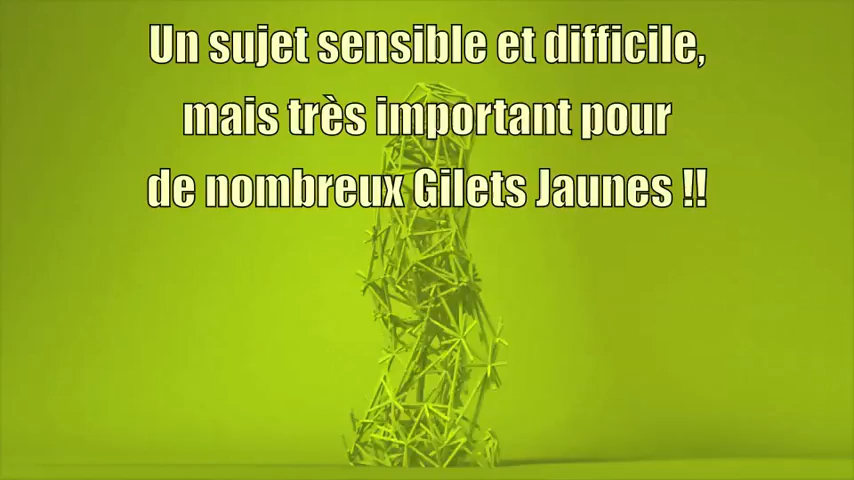 Un sujet sensible et difficile,
mais très important pour
de nombreux Gilets Jaunes !!